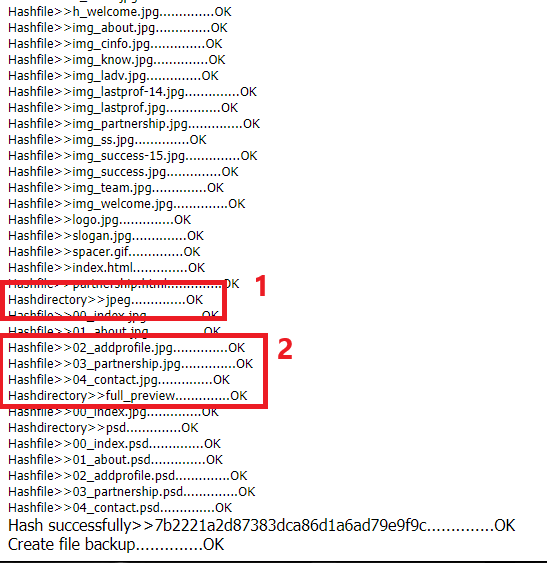 Hashfile>>h_welcome.jpg..............OK
Hashfile>>img_about.jpg..............OK
Hashfile>>img_cinfo.jpg..............OK
Hashfile>>img_know.jpg..............OK
Hashfile>>img_ladv.jpg..............OK
Hashfile>>img_lastprof-14.jpg..............OK
Hashfile>>img_lastprof.jpg..............OK
Hashfile>>img_partnership.jpg..............OK
Hashfile>>img_ss.jpg..............OK
Hashfile>>img_success-15.jpg..............OK
Hashfile>>img_success.jpg..............OK
Hashfile>>img_team.jpg..............OK
Hashfile>>img_welcome.jpg..............OK
Hashfile>>logo.jpg..............OK
Hashfile>>slogan.jpg..............OK
Hashfile>>spacer.gif..............OK
Hashfile>>index.html..............OK
Hashfile>>partnership.html..............OK
1
Hashdirectory>>jpeg..............OK
Hashfile>>00_index.jpg..............OK
Hashfile>>01_about.jpg..............OK
2
Hashfile>>02_addprofile.jpg..............OK
Hashfile>>03_partnership.jpg..............OK
Hashfile>>04_contact.jpg..............OK
Hashdirectory>>full_preview..............OK
Hashfile>>00_index.jpg..............OK
Hashdirectory>>psd..............OK
Hashfile>>00_index.psd..............OK
Hashfile>>01_about.psd..............OK
Hashfile>>02_addprofile.psd..............OK
Hashfile>>03_partnership.psd..............OK
Hashfile>>04_contact.psd..............OK
Hash successfully>>7b2221a2d87383dca86d1a6ad79e9f9c..............OK
Create file backup..............OK